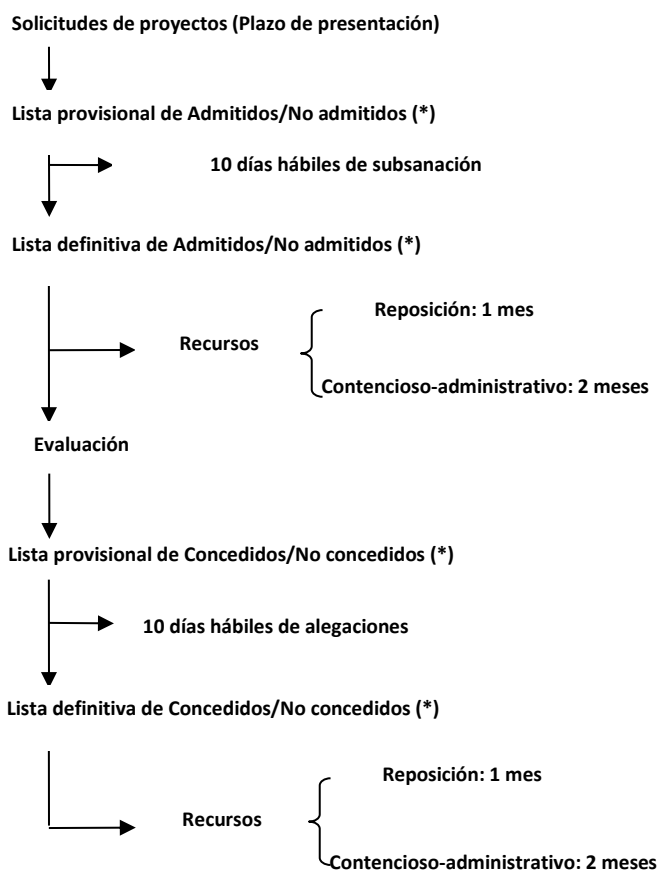 Solicitudes de proyectos (Plazo de presentación)
Lista provisional de Admitidos/No admitidos (*)
10 días hábiles de subsanación
Lista definitiva de Admitidos/No admitidos (*)
Reposición: 1 mes
Recursos
Contencioso-administrativo: 2 meses
Evaluación
Lista provisional de Concedidos/No concedidos (*)
10 días hábiles de alegaciones
Lista definitiva de Concedidos/No concedidos (*)
Reposición: 1 mes
Recursos
Contencioso-administrativo: 2 meses